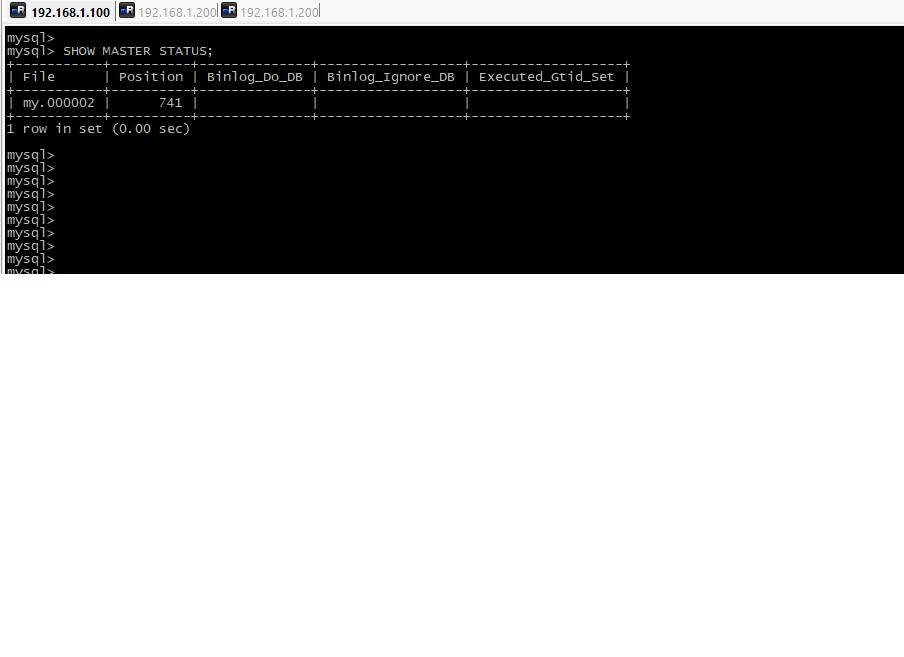 192.168.1.100 192.168.1.200 192.168.1.200
mysql>
mysql> SHOW MASTER STATUS;
+-----------+----------+--------------+------------------+-------------------+
| File      | Position | Binlog_Do_DB | Binlog_Ignore_DB | Executed_Gtid_Set |
+-----------+----------+--------------+------------------+-------------------+
| my.000002 |      741 |              |                  |                   |
+-----------+----------+--------------+------------------+-------------------+
1 row in set (0.00 sec)
mysql>
mysql>
mysql>
mysql>
mysql>
mysql>
mysql>
mysql>
mysql>
mysql>